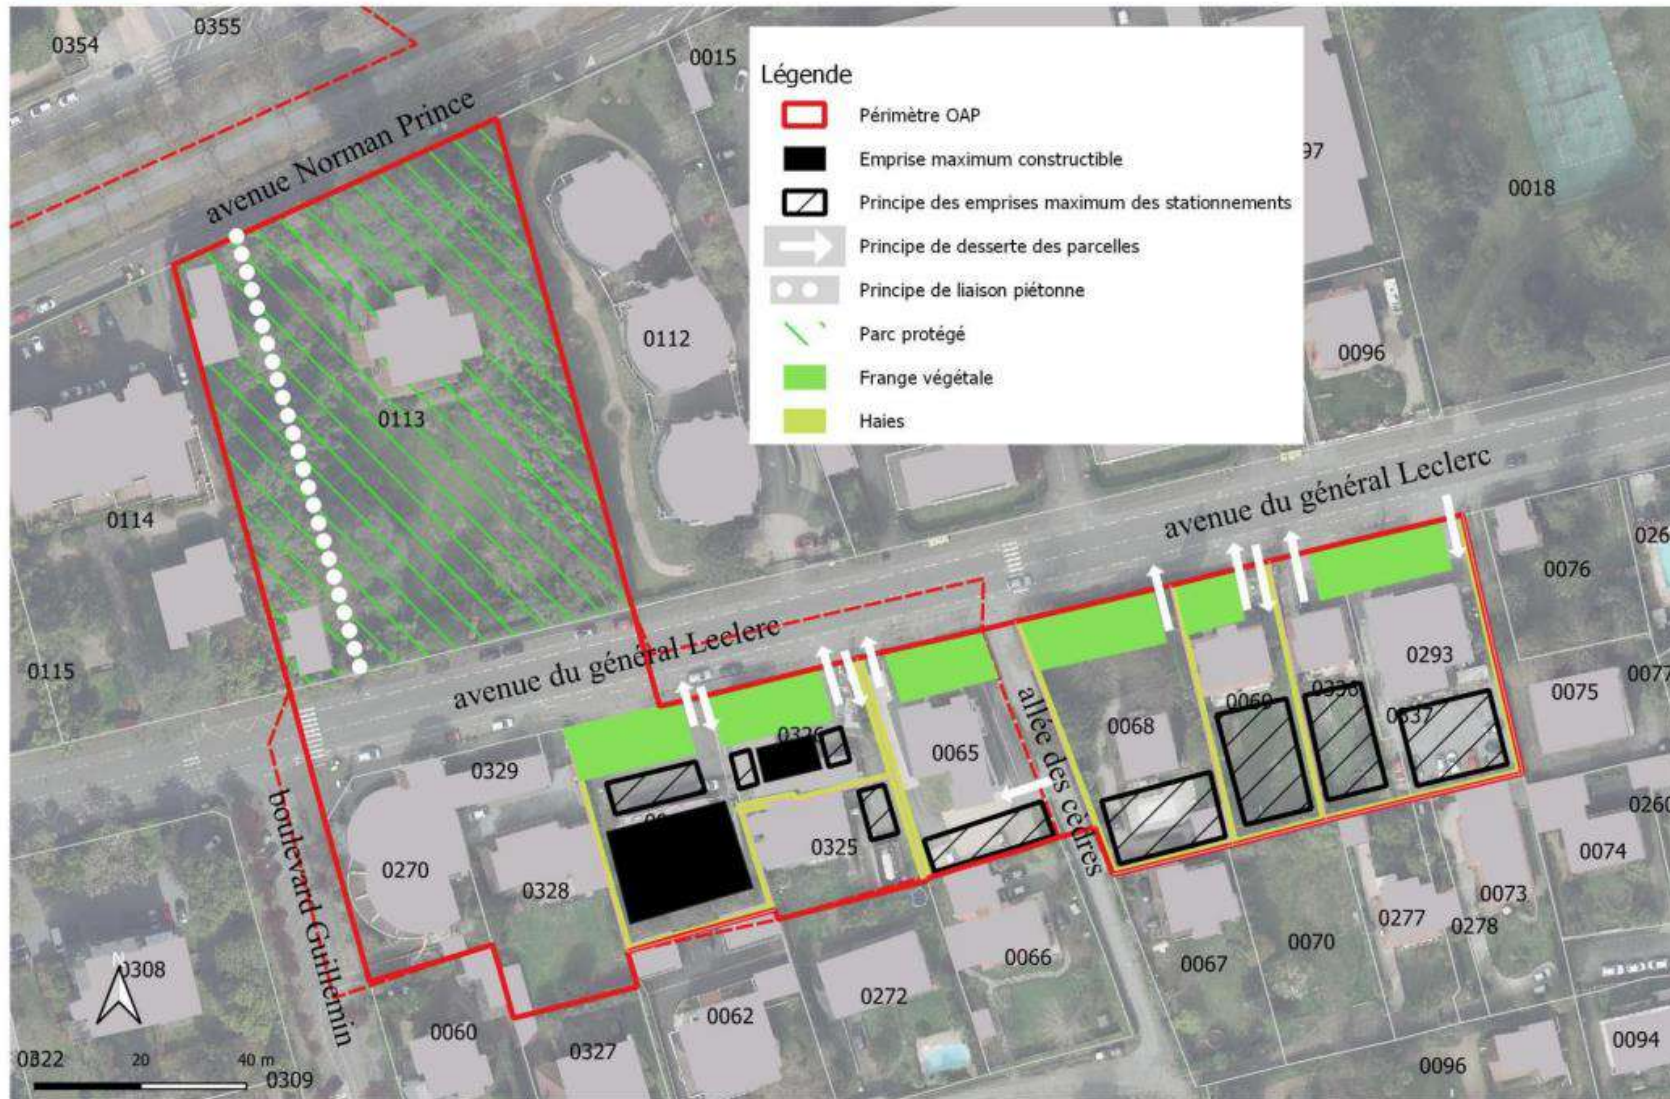 0355
0354
0015
avenue Norman Prince
Légende
Périmètre OAP
Emprise maximum constructible
Principe des emprises maximum des stationnements
Principe de desserte des parcelles
Principe de liaison piétonne
Parc protégé
Frange végétale
Haies
97
0018
0112
0096
0113
0114
avenue du général Leclerc
0076
026
0115
avenue du général Leclerc
0293
0077
0075
0069
0336
0337
0068
allée des cèdres
0065
0326
0329
boulevard Guillemin
0325
0270
0328
0260
0074
0073
0277
0278
0070
0067
0066
0272
0062
0308
N
0060
0327
0322
20
40 m
0309
0096
0094